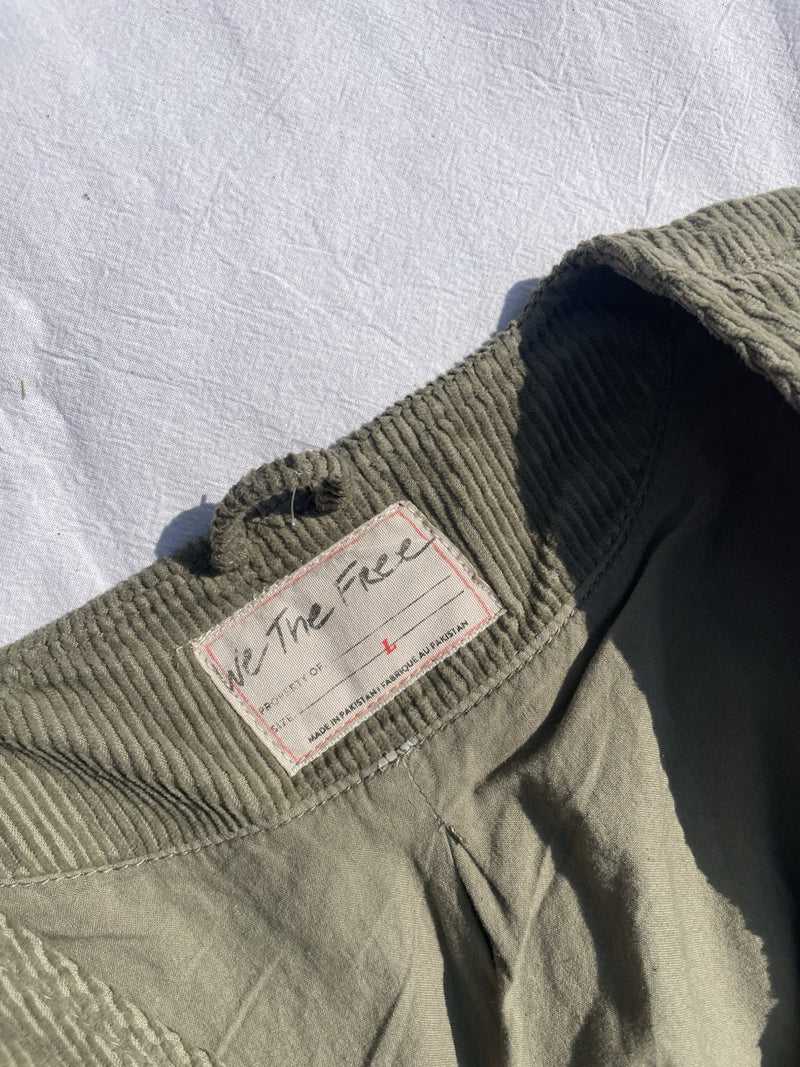 We The Free
PROPERTY OF
SIZE L
MADE IN PAKISTAN / FABRIQUE AU PAKISTAN